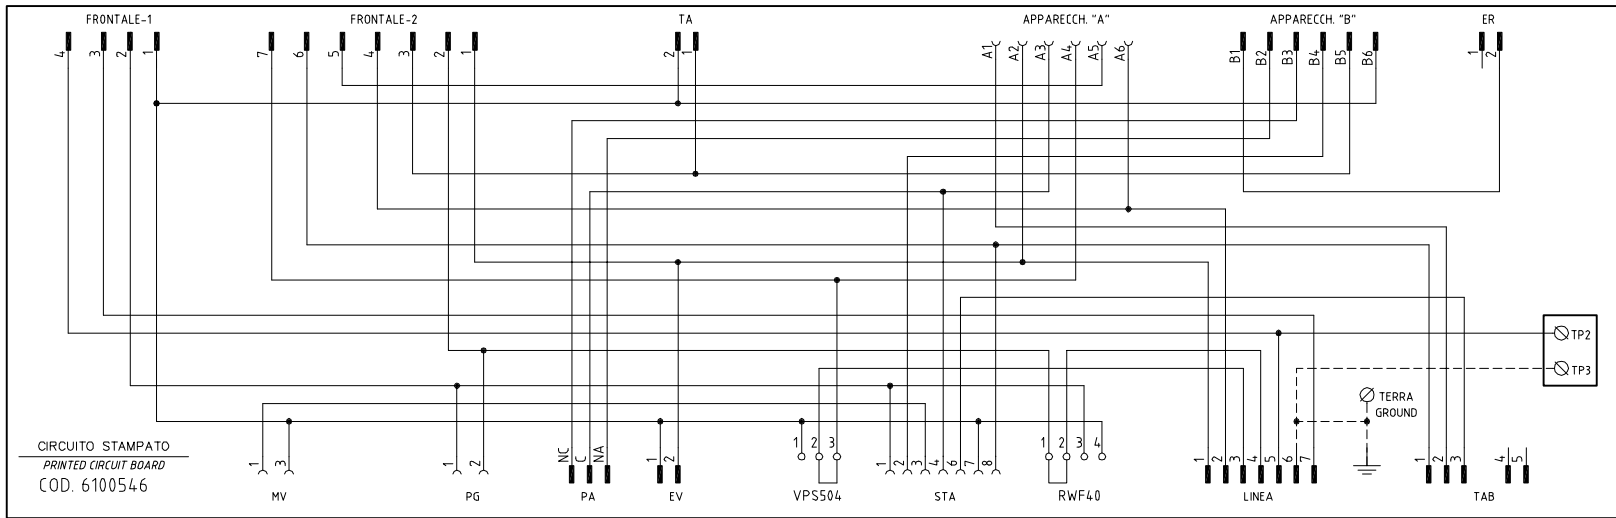 FRONTALE-1 FRONTALE-2 TA APPARECCH. "A" APPARECCH. "B" ER
4 3 2 1 7 6 5 4 3 2 1 2 1 A1 A2 A3 A4 A5 A6 B1 B2 B3 B4 B5 B6 1 2
TP2
TP3
TERRA
GROUND
CIRCUITO STAMPATO
PRINTED CIRCUIT BOARD
COD. 6100546
1 3 1 2 NC C NA 1 2 1 2 3 1 2 3 4 6 7 8 1 2 3 4 1 2 3 4 5 6 7 1 2 3 4 5
MV PG PA EV VPS504 STA RWF40 LINEA TAB